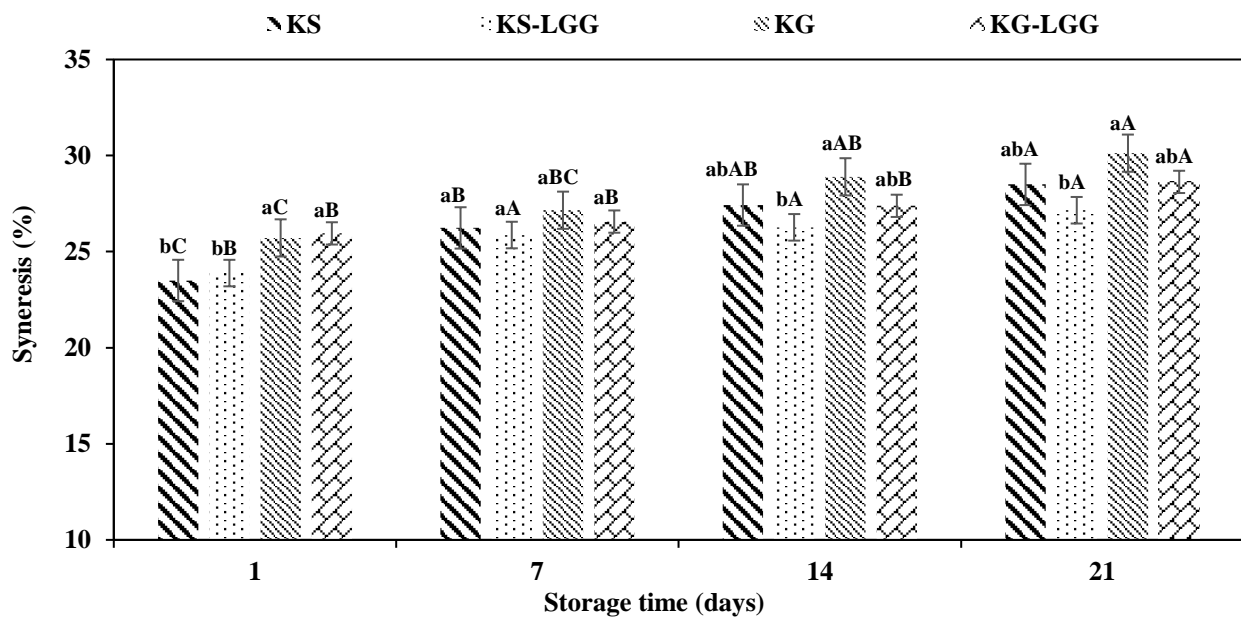 KS KS-LGG KG KG-LGG
Syneresis (%)
35
30
25
20
15
10
bC bB aC aB
aB aA aBC aB
abAB bA aAB abB
abA bA aA abA
1 7 14 21
Storage time (days)